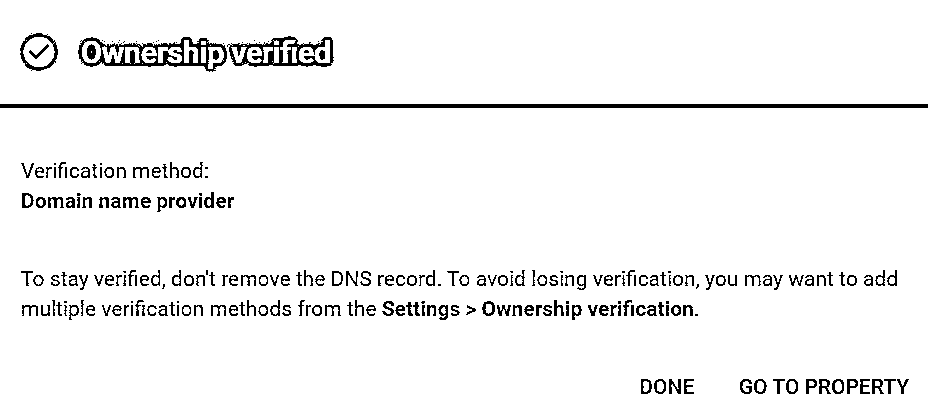 Ownership verified
Verification method:
Domain name provider
To stay verified, don't remove the DNS record. To avoid losing verification, you may want to add
multiple verification methods from the Settings > Ownership verification.
DONE GO TO PROPERTY